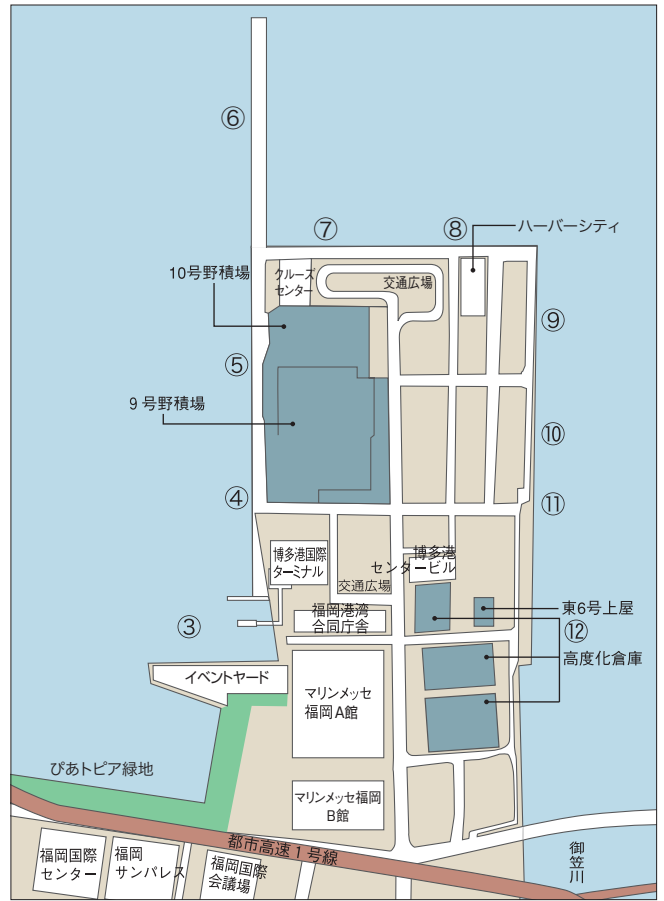 ⑥
⑦
⑧
ハーバーシティ
10号野積場
クルーズ
センター
交通広場
⑨
⑤
9号野積場
⑩
④
⑪
博多港国際
ターミナル
博多港
センタービル
交通広場
東6号上屋
福岡港湾
合同庁舎
③
⑫
高度化倉庫
イベントヤード
マリンメッセ
福岡A館
ぴあトピア緑地
マリンメッセ福岡
B館
都市高速1号線
福岡国際
センター
福岡
サンパレス
福岡国際
会議場
御笠川